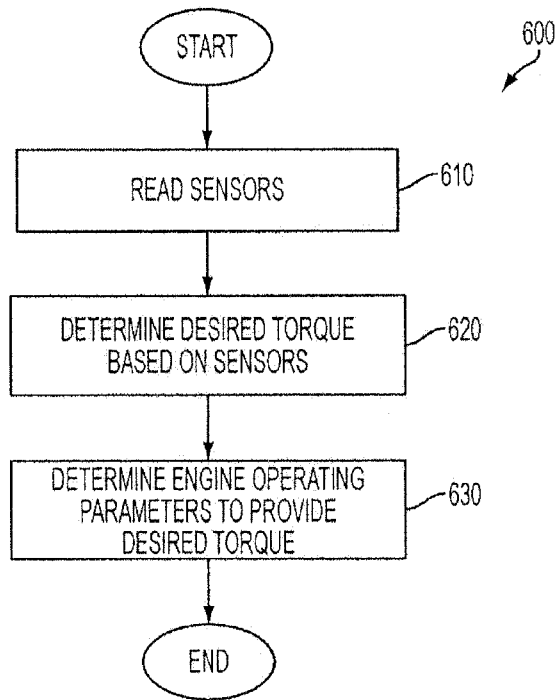 START
600
READ SENSORS
610
DETERMINE DESIRED TORQUE
BASED ON SENSORS
620
DETERMINE ENGINE OPERATING
PARAMETERS TO PROVIDE
DESIRED TORQUE
630
END